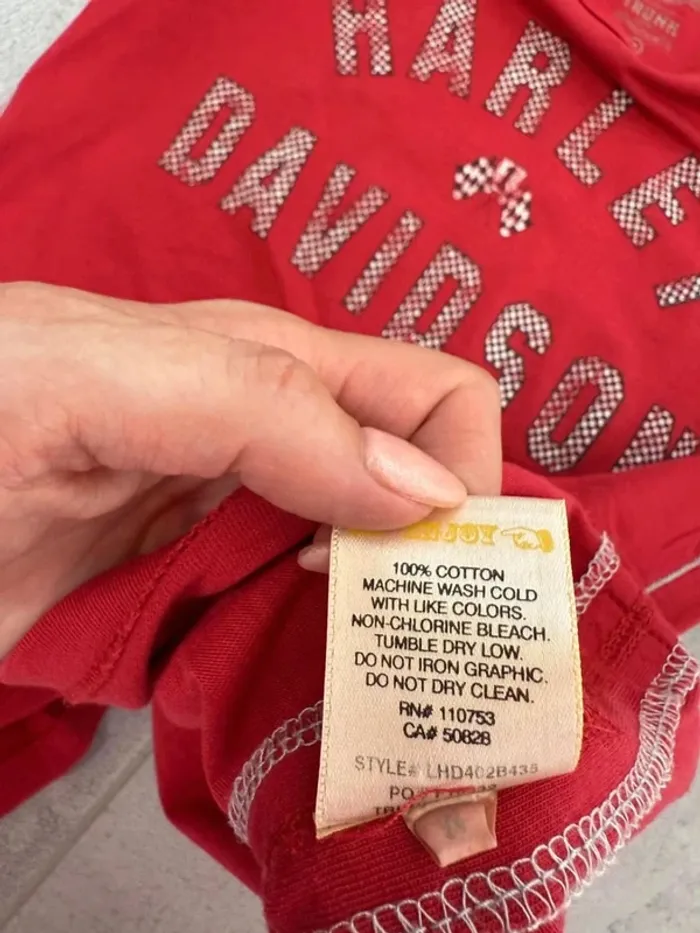 TRUNK
HARLEY
DAVIDSON
100% COTTON
MACHINE WASH COLD
WITH LIKE COLORS.
NON-CHLORINE BLEACH.
TUMBLE DRY LOW.
DO NOT IRON GRAPHIC.
DO NOT DRY CLEAN.
RN# 110753
CA# 50828
STYLE# LHD402B435